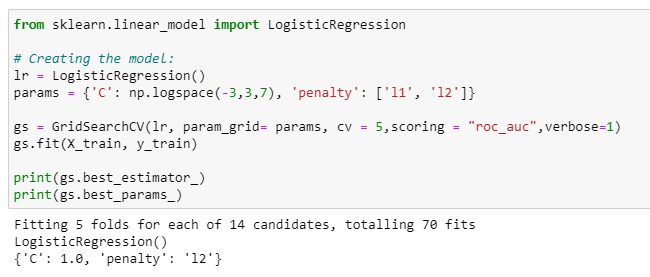 from sklearn.linear_model import LogisticRegression
# Creating the model:
lr = LogisticRegression()
params = {'C': np.logspace(-3,3,7), 'penalty': ['l1', 'l2']}
gs = GridSearchCV(lr, param_grid= params, cv = 5,scoring = "roc_auc",verbose=1)
gs.fit(X_train, y_train)
print(gs.best_estimator_)
print(gs.best_params_)
Fitting 5 folds for each of 14 candidates, totalling 70 fits
LogisticRegression()
{'C': 1.0, 'penalty': 'l2'}